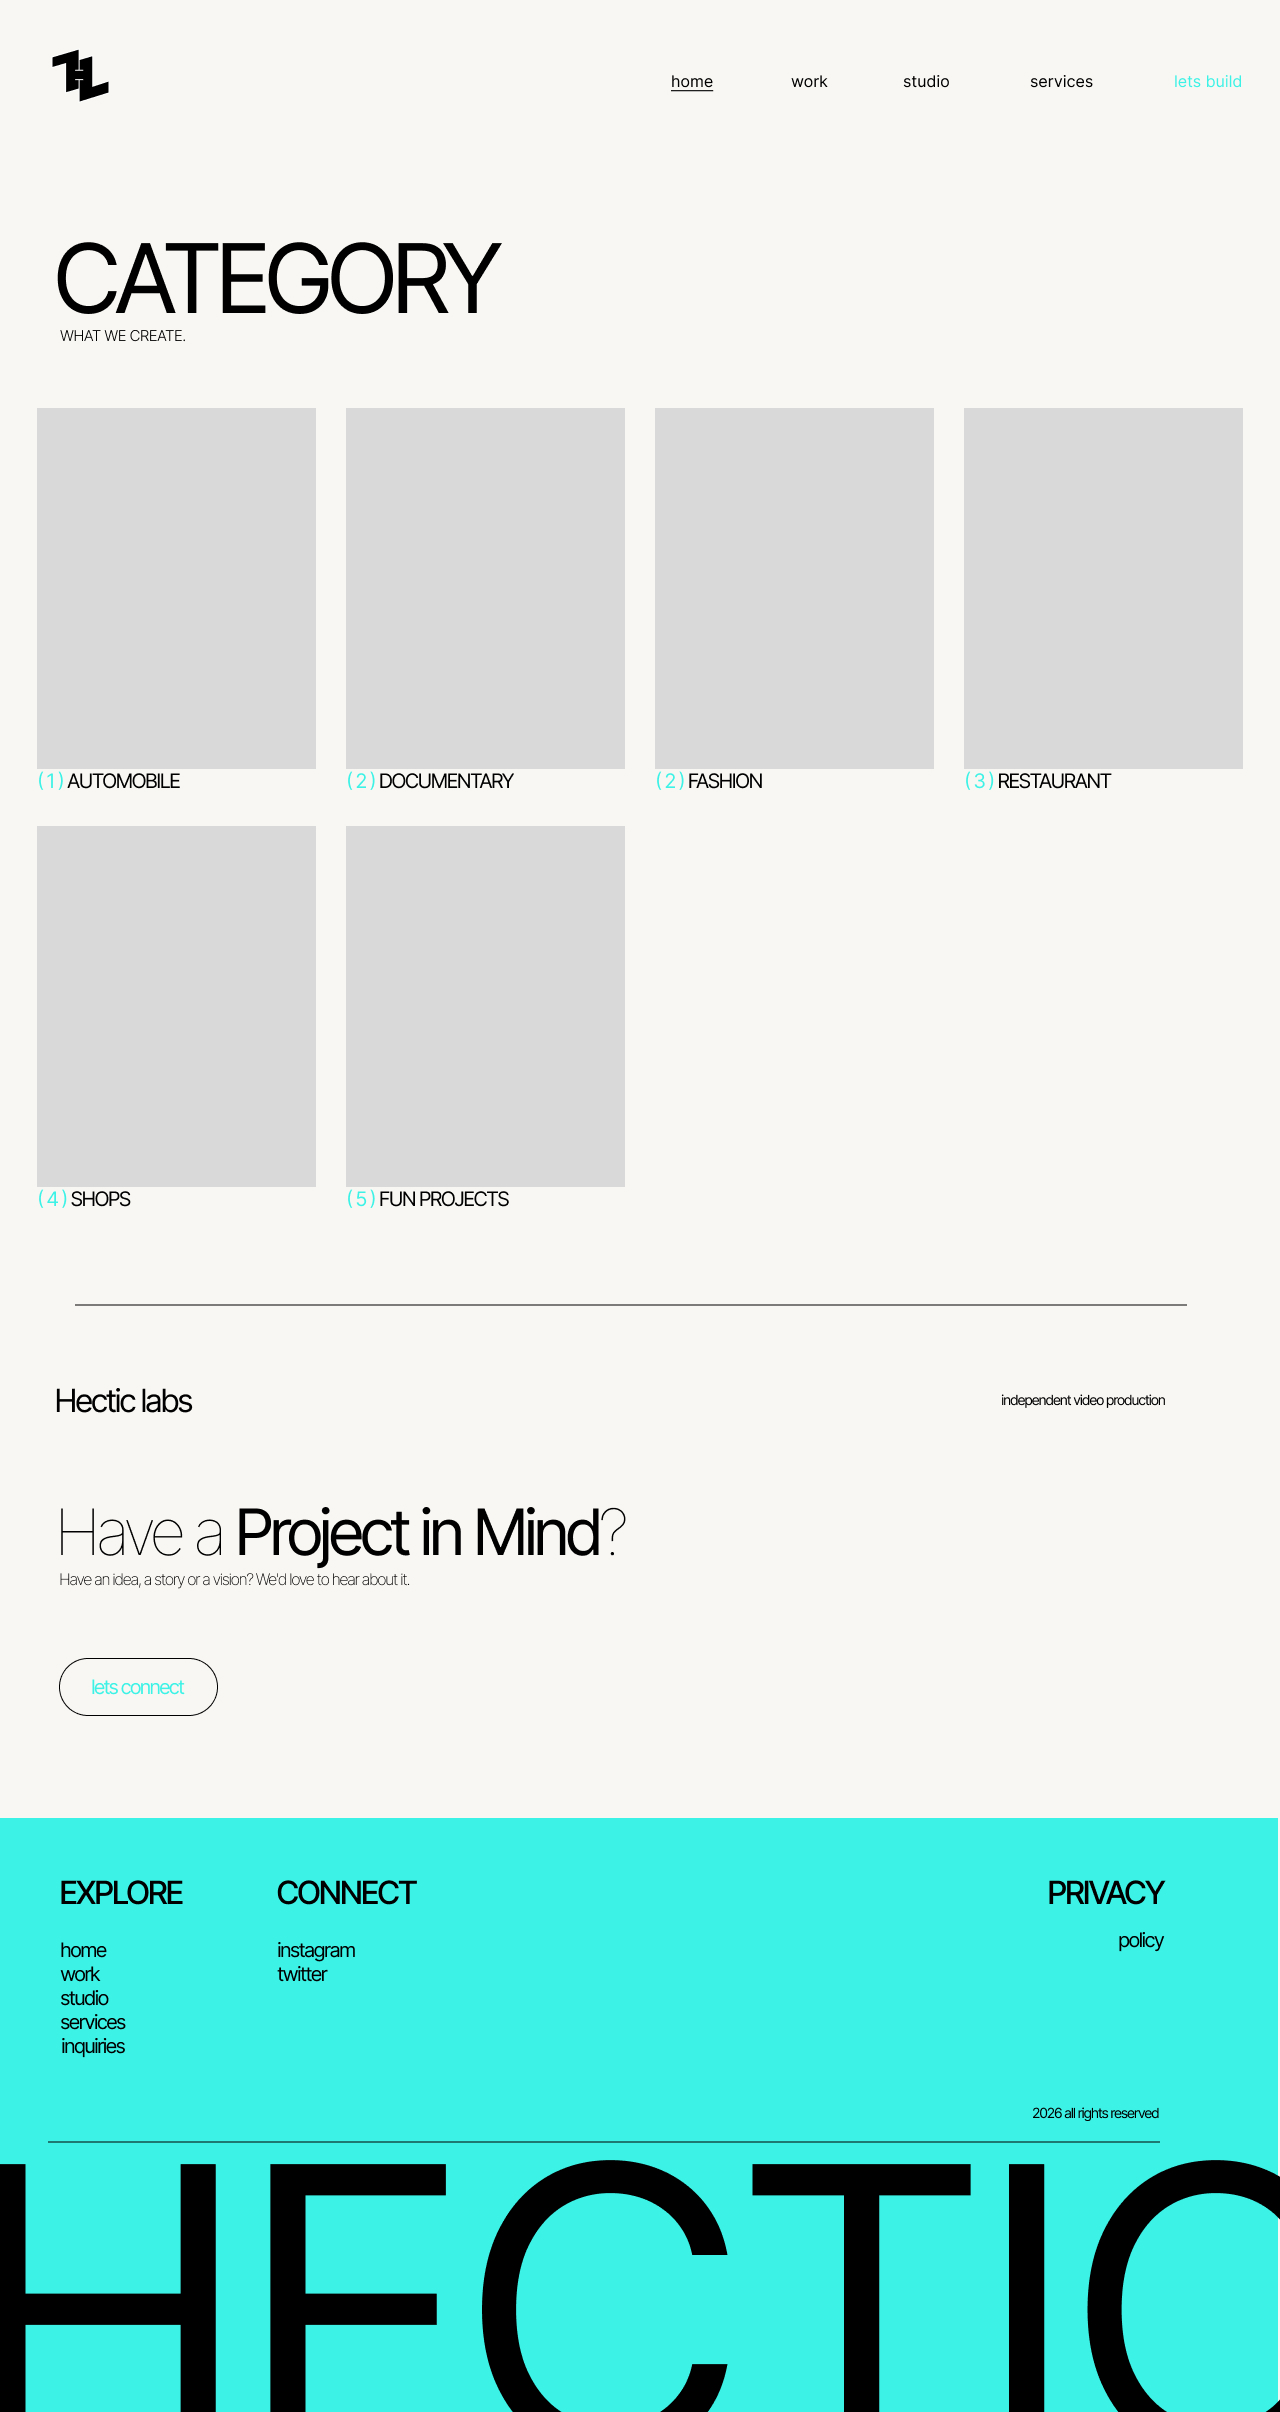 HL
home work studio services lets build
CATEGORY
WHAT WE CREATE.
(1) AUTOMOBILE (2) DOCUMENTARY (2) FASHION (3) RESTAURANT
(4) SHOPS (5) FUN PROJECTS
Hectic labs independent video production
Have a Project in Mind?
Have an idea, a story or a vision? We'd love to hear about it.
lets connect
EXPLORE CONNECT PRIVACY
policy
home instagram
work twitter
studio
services
inquiries
2026 all rights reserved
HECTIC